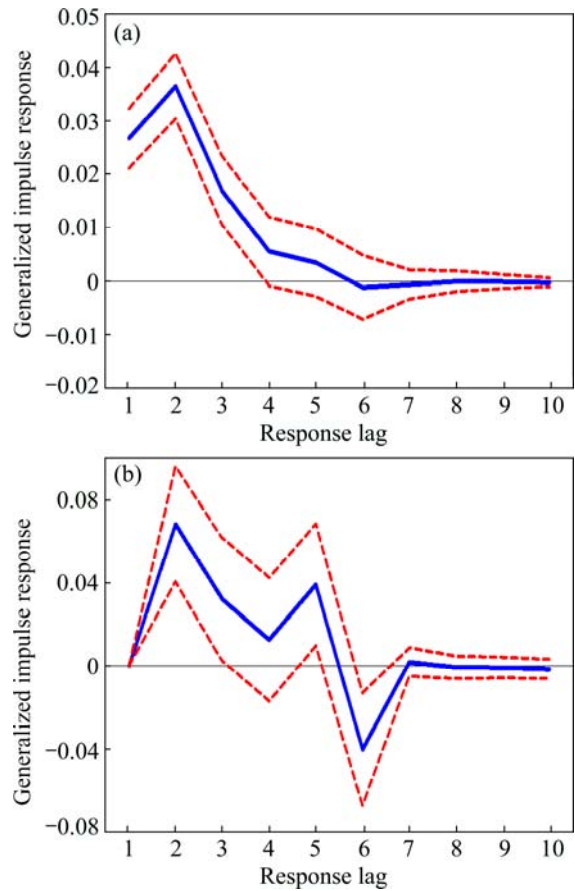 (a)
Generalized impulse response
0.05
0.04
0.03
0.02
0.01
0
−0.01
−0.02
1 2 3 4 5 6 7 8 9 10
Response lag
(b)
Generalized impulse response
0.08
0.04
0
−0.04
−0.08
1 2 3 4 5 6 7 8 9 10
Response lag